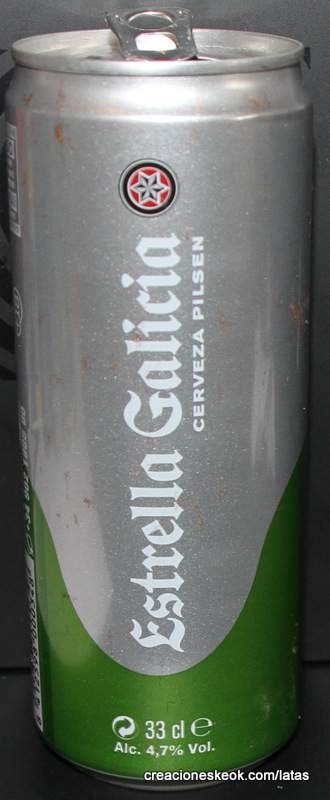 Estrella Galicia
CERVEZA PILSEN
33 cl e
Alc. 4,7% Vol.
creacioneskeok.com/latas